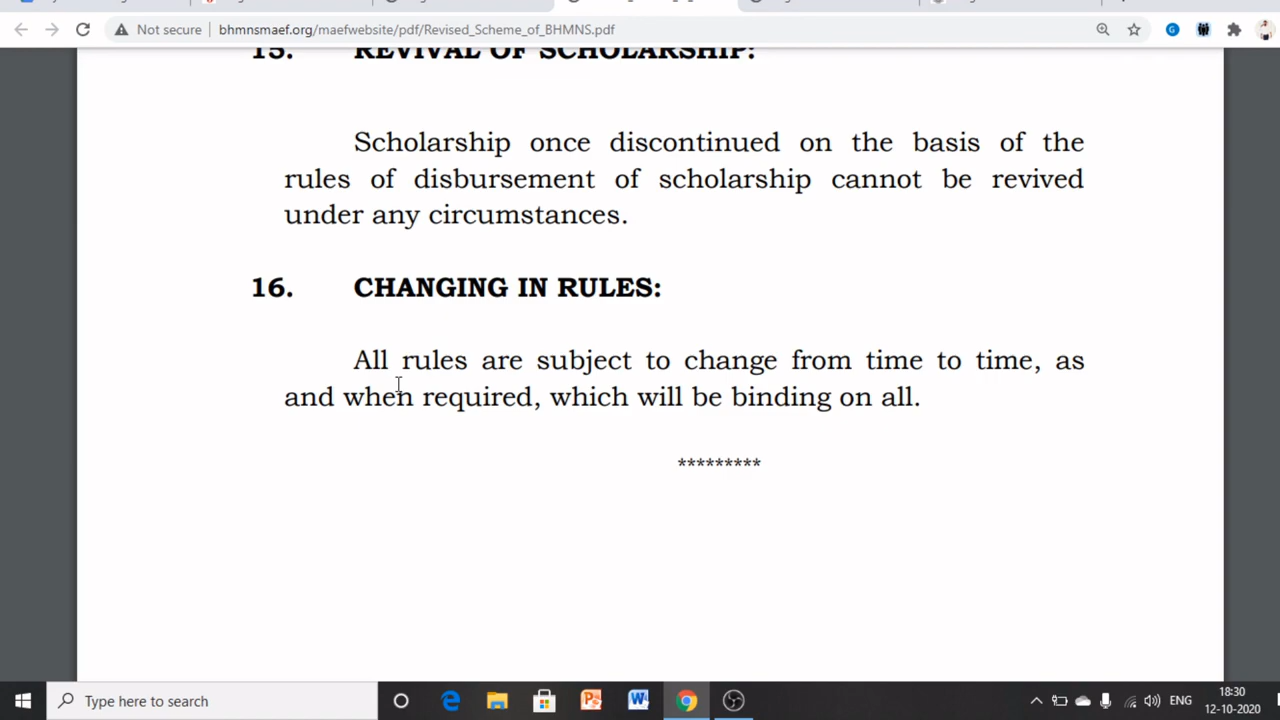 Not secure bhmnsmaef.org/maefwebsite/pdf/Revised_Scheme_of_BHMNS.pdf
15. REVIVAL OF SCHOLARSHIP:
Scholarship once discontinued on the basis of the
rules of disbursement of scholarship cannot be revived
under any circumstances.
16. CHANGING IN RULES:
All rules are subject to change from time to time, as
and when required, which will be binding on all.
*********
Type here to search
ENG
18:30
12-10-2020